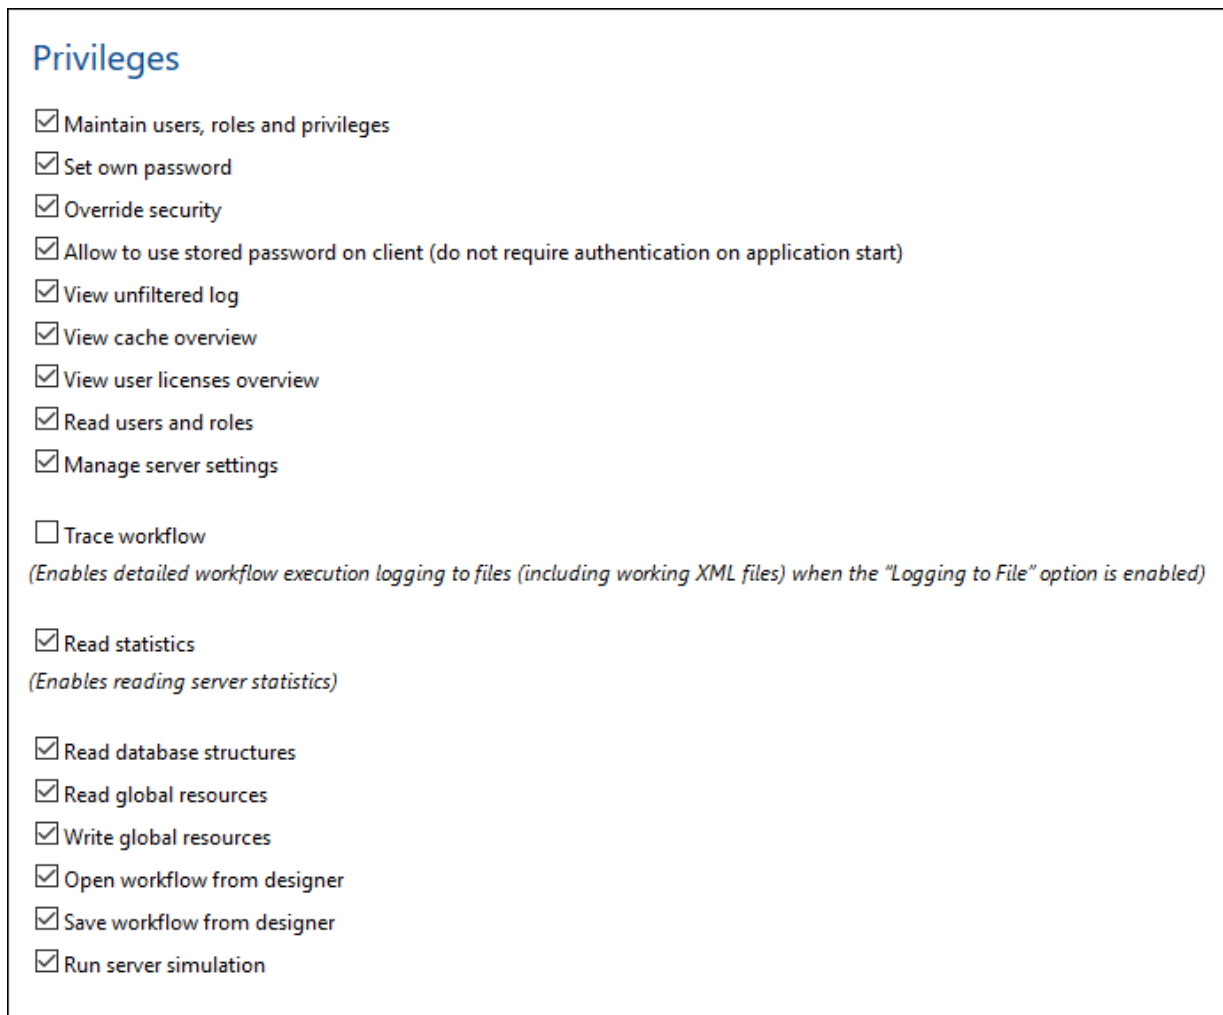 Privileges
Maintain users, roles and privileges
Set own password
Override security
Allow to use stored password on client (do not require authentication on application start)
View unfiltered log
View cache overview
View user licenses overview
Read users and roles
Manage server settings
Trace workflow
(Enables detailed workflow execution logging to files (including working XML files) when the “Logging to File” option is enabled)
Read statistics
(Enables reading server statistics)
Read database structures
Read global resources
Write global resources
Open workflow from designer
Save workflow from designer
Run server simulation